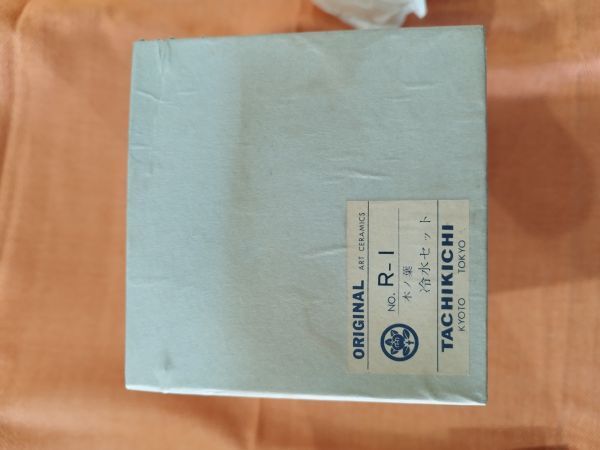 ORIGINAL ART CERAMICS
NO. R-1
木ノ葉
冷水セット
TACHIKICHI
KYOTO TOKYO